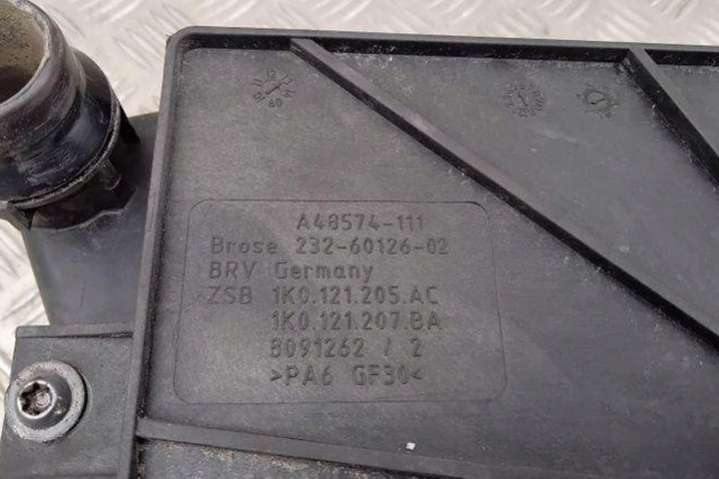 A48574-111
Brose 232-60126-02
BRV Germany
ZSB 1K0.121.205.AC
1K0.121.207.BA
8091262 / 2
>PA6 GF30<